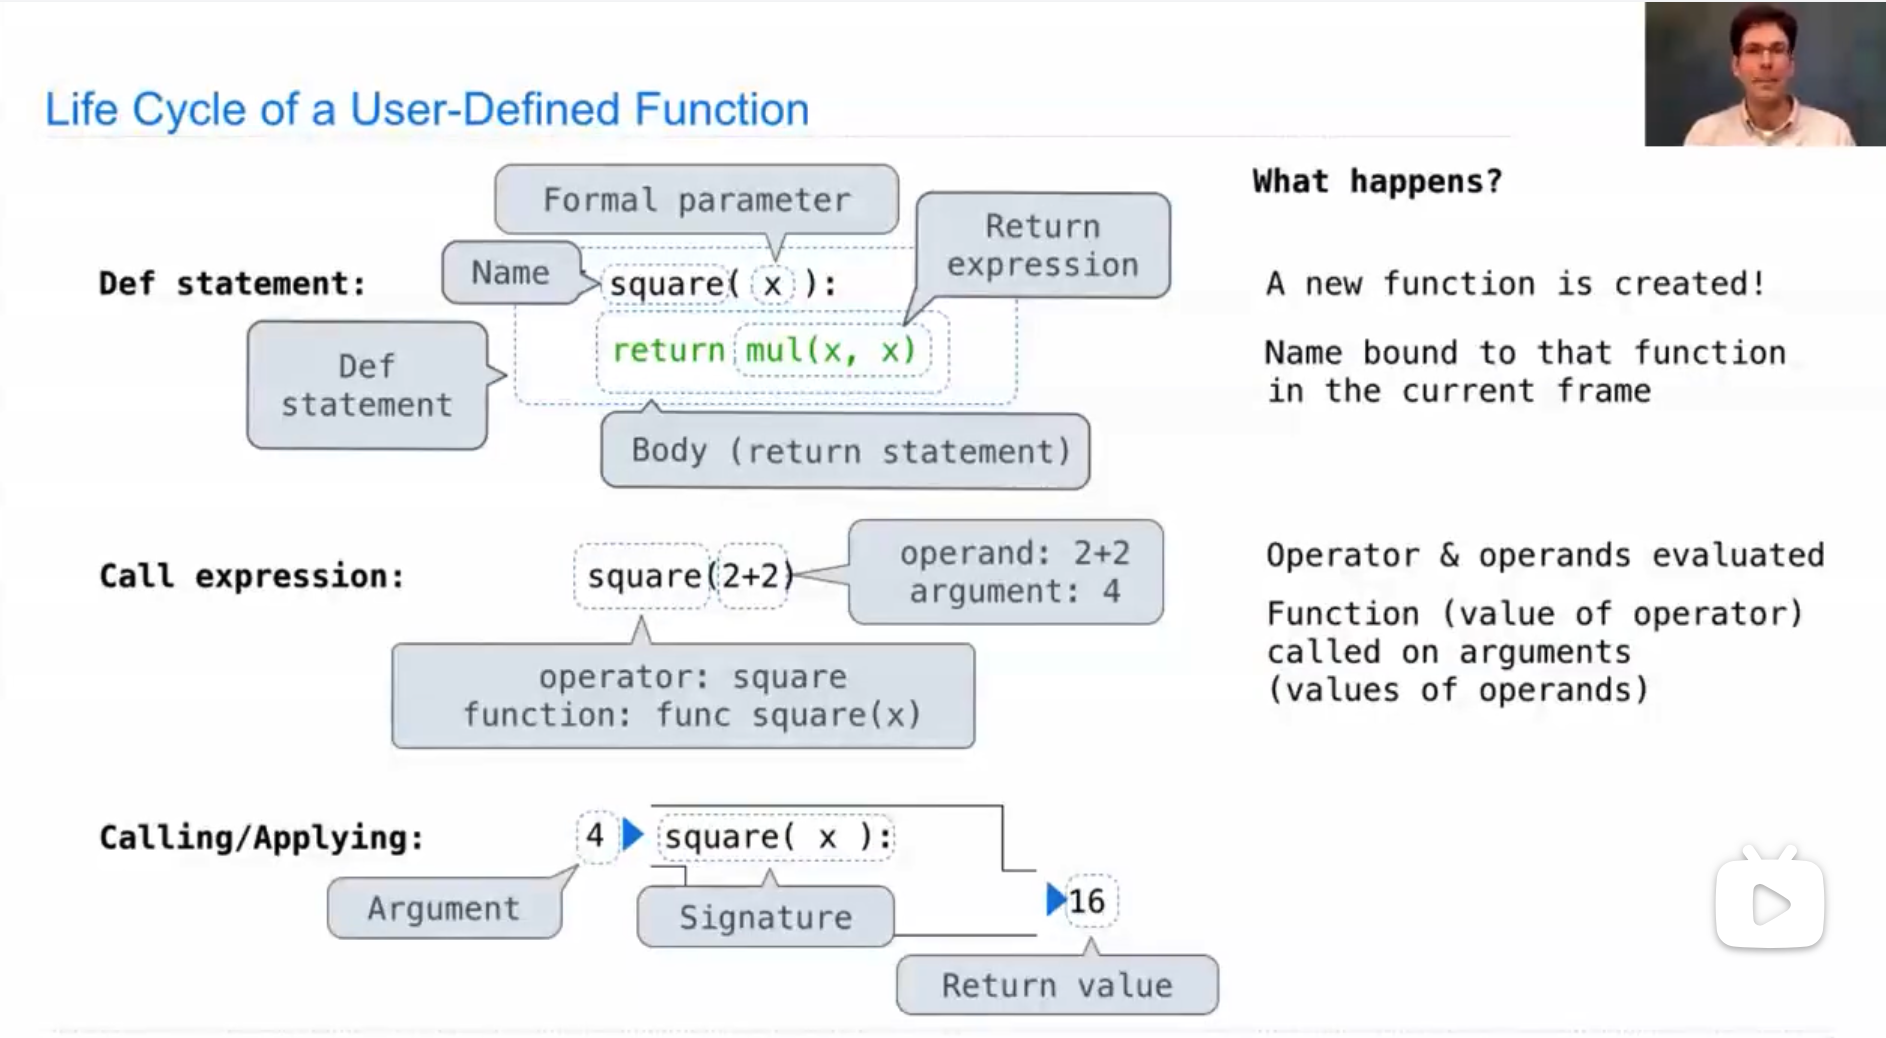 Life Cycle of a User-Defined Function
What happens?
Formal parameter
Return
expression
Name
Def statement:
square( x ):
A new function is created!
Def
statement
return mul(x, x)
Name bound to that function
in the current frame
Body (return statement)
Call expression:
square(2+2)
operand: 2+2
argument: 4
Operator & operands evaluated
Function (value of operator)
called on arguments
(values of operands)
operator: square
function: func square(x)
Calling/Applying:
4
square( x ):
Argument
Signature
16
Return value